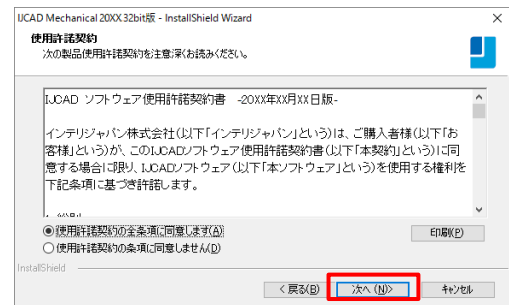 IJCAD Mechanical 20XX 32bit版 - InstallShield Wizard
使用許諾契約
次の製品使用許諾契約を注意深くお読みください。
IJCAD ソフトウェア使用許諾契約書 -20XX年XX月XX日版-
インテリジャパン株式会社(以下「インテリジャパン」という)は、ご購入者様(以下「お
客様」という)が、このIJCADソフトウェア使用許諾契約書(以下「本契約」という)に同
意する場合に限り、IJCADソフトウェア(以下「本ソフトウェア」という)を使用する権利を
下記条項に基づき許諾します。
使用許諾契約の全条項に同意します(A)
印刷(P)
使用許諾契約の条項に同意しません(D)
InstallShield
< 戻る(B)
次へ (N)>
キャンセル